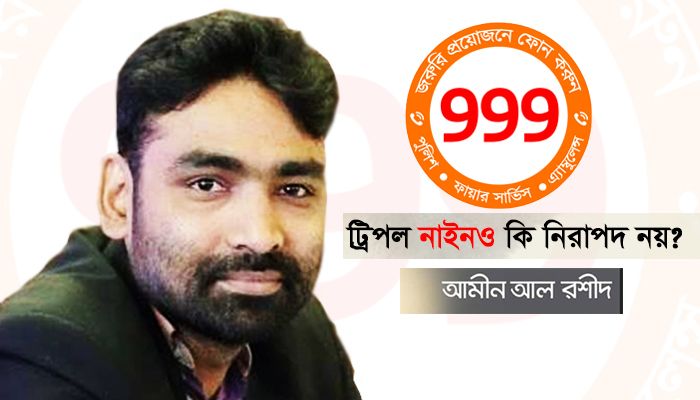 জরুরি প্রয়োজনে ফোন করুন
999
পুলিশ • ফায়ার সার্ভিস • এ্যাম্বুলেন্স
ট্রিপল নাইনও কি নিরাপদ নয়?
আমীন আল রশীদ